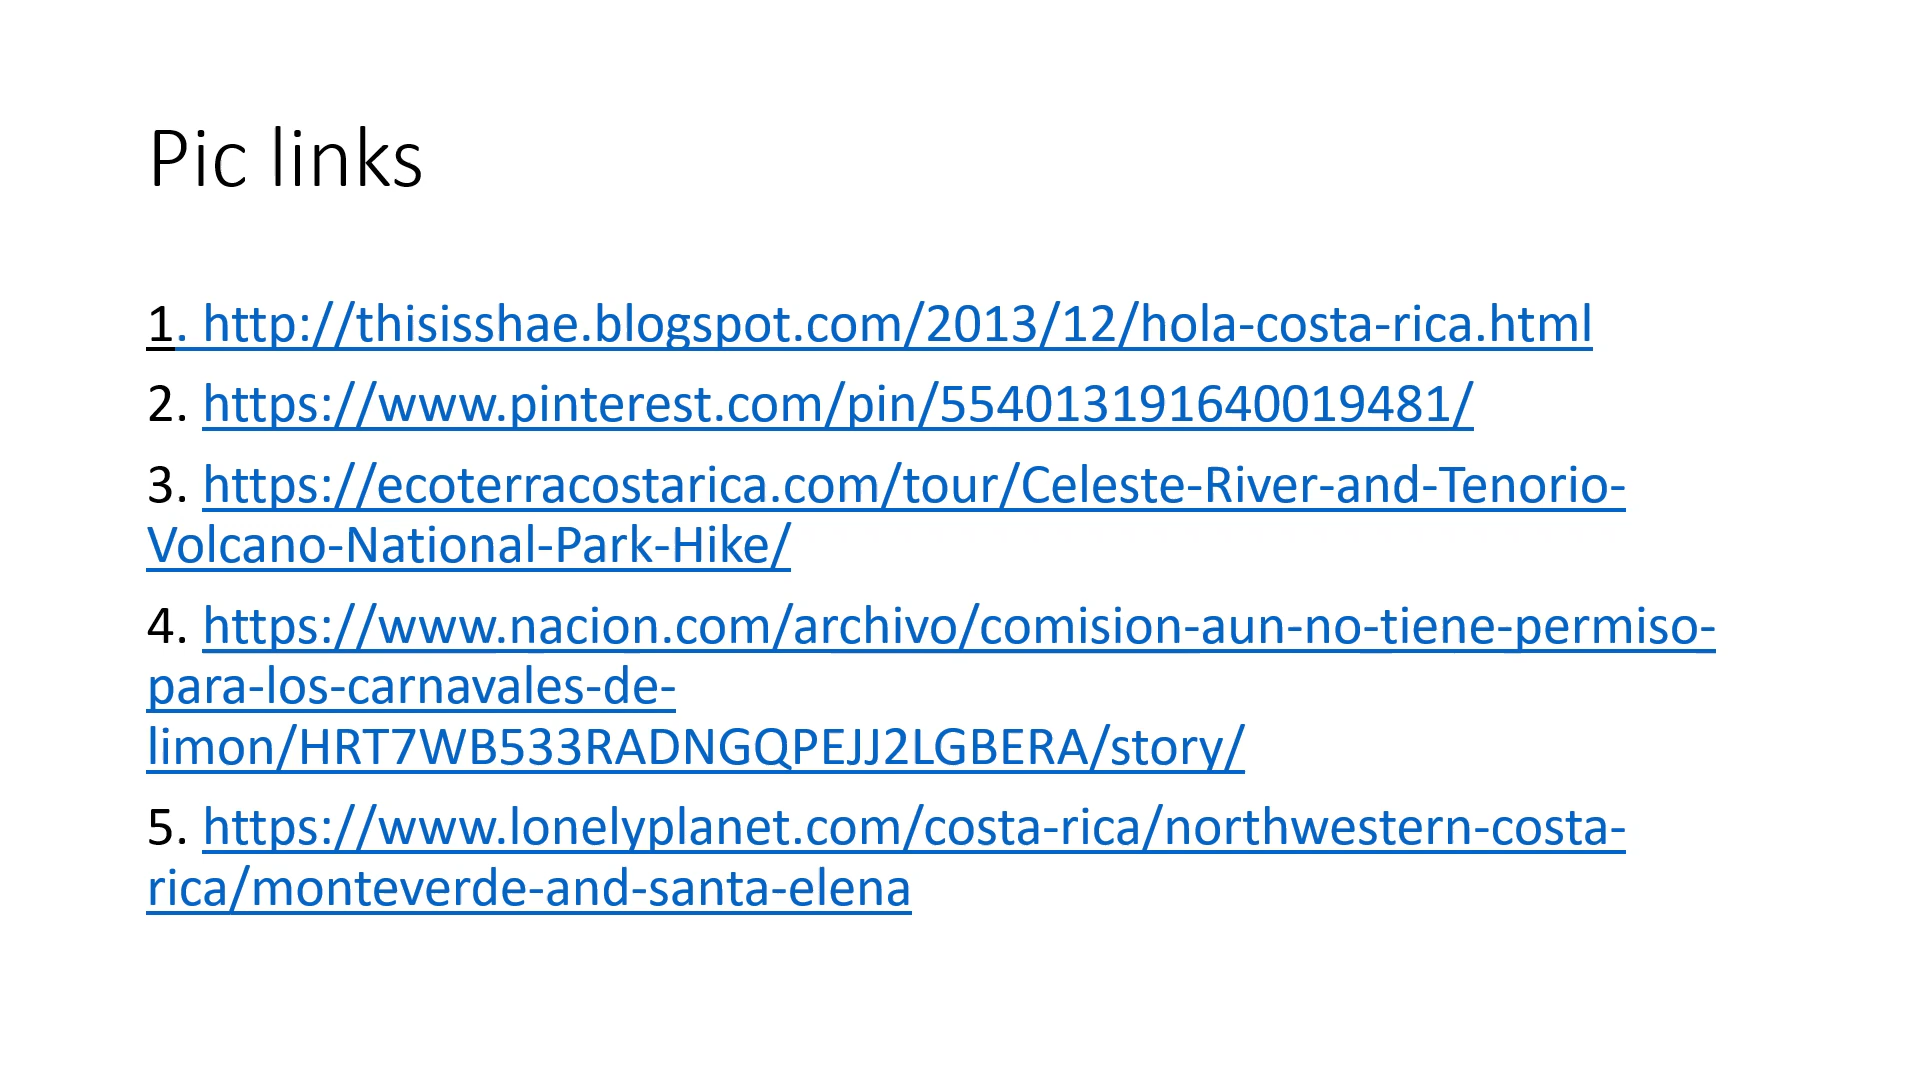 Pic links
1. http://thisisshae.blogspot.com/2013/12/hola-costa-rica.html
2. https://www.pinterest.com/pin/554013191640019481/
3. https://ecoterracostarica.com/tour/Celeste-River-and-Tenorio-
Volcano-National-Park-Hike/
4. https://www.nacion.com/archivo/comision-aun-no-tiene-permiso-
para-los-carnavales-de-
limon/HRT7WB533RADNGQPEJJ2LGBERA/story/
5. https://www.lonelyplanet.com/costa-rica/northwestern-costa-
rica/monteverde-and-santa-elena